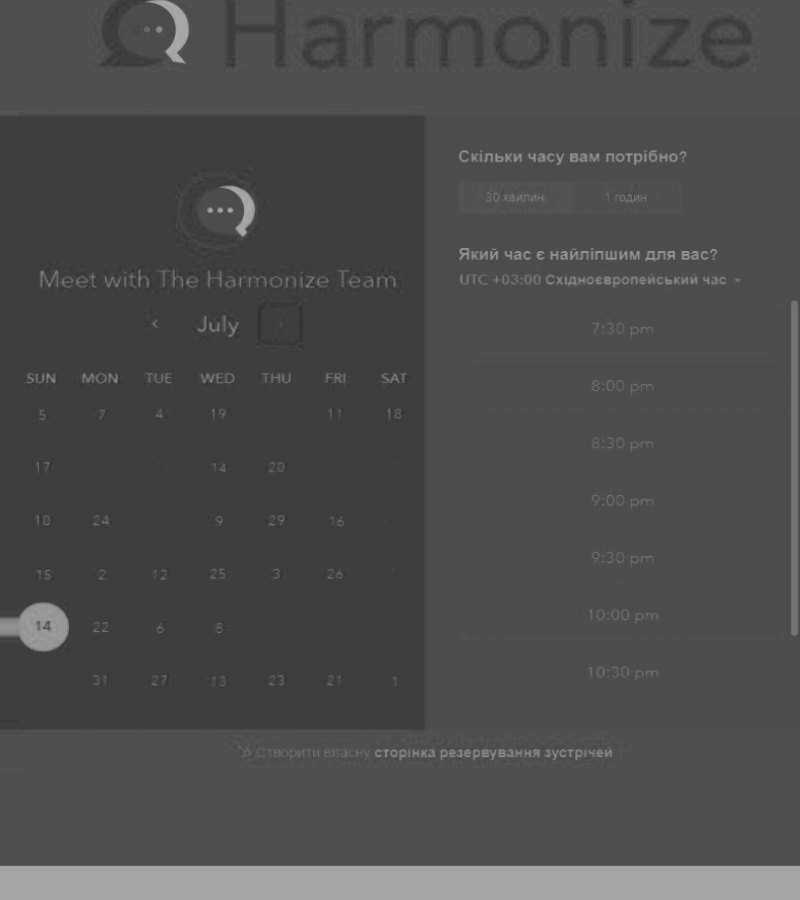 Harmonize
Meet with The Harmonize Team
July
SUN MON TUE WED THU FRI SAT
5 7 4 19 11 18
17 14 20
10 24 9 29 16
15 2 12 25 3 26
14 22 6 8
31 27 13 23 21 1
Скільки часу вам потрібно?
30 хвилин 1 годин
Який час є найліпшим для вас?
UTC +03:00 Східноєвропейський час
7:30 pm
8:00 pm
8:30 pm
9:00 pm
9:30 pm
10:00 pm
10:30 pm
Створити власну сторінка резервування зустрічей